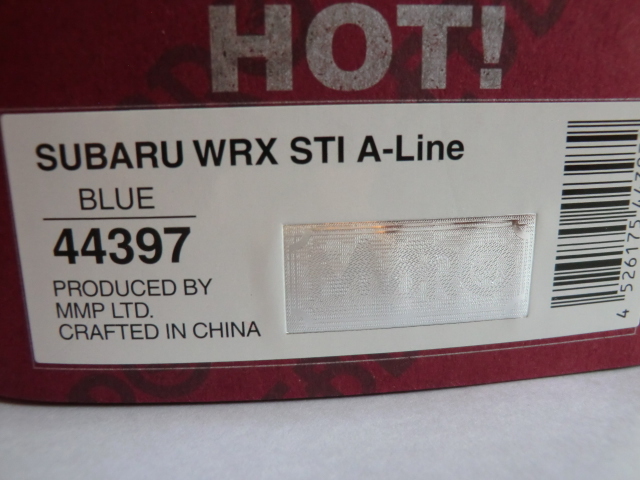 HOT!
SUBARU WRX STI A-Line
BLUE
44397
PRODUCED BY
MMP LTD.
CRAFTED IN CHINA